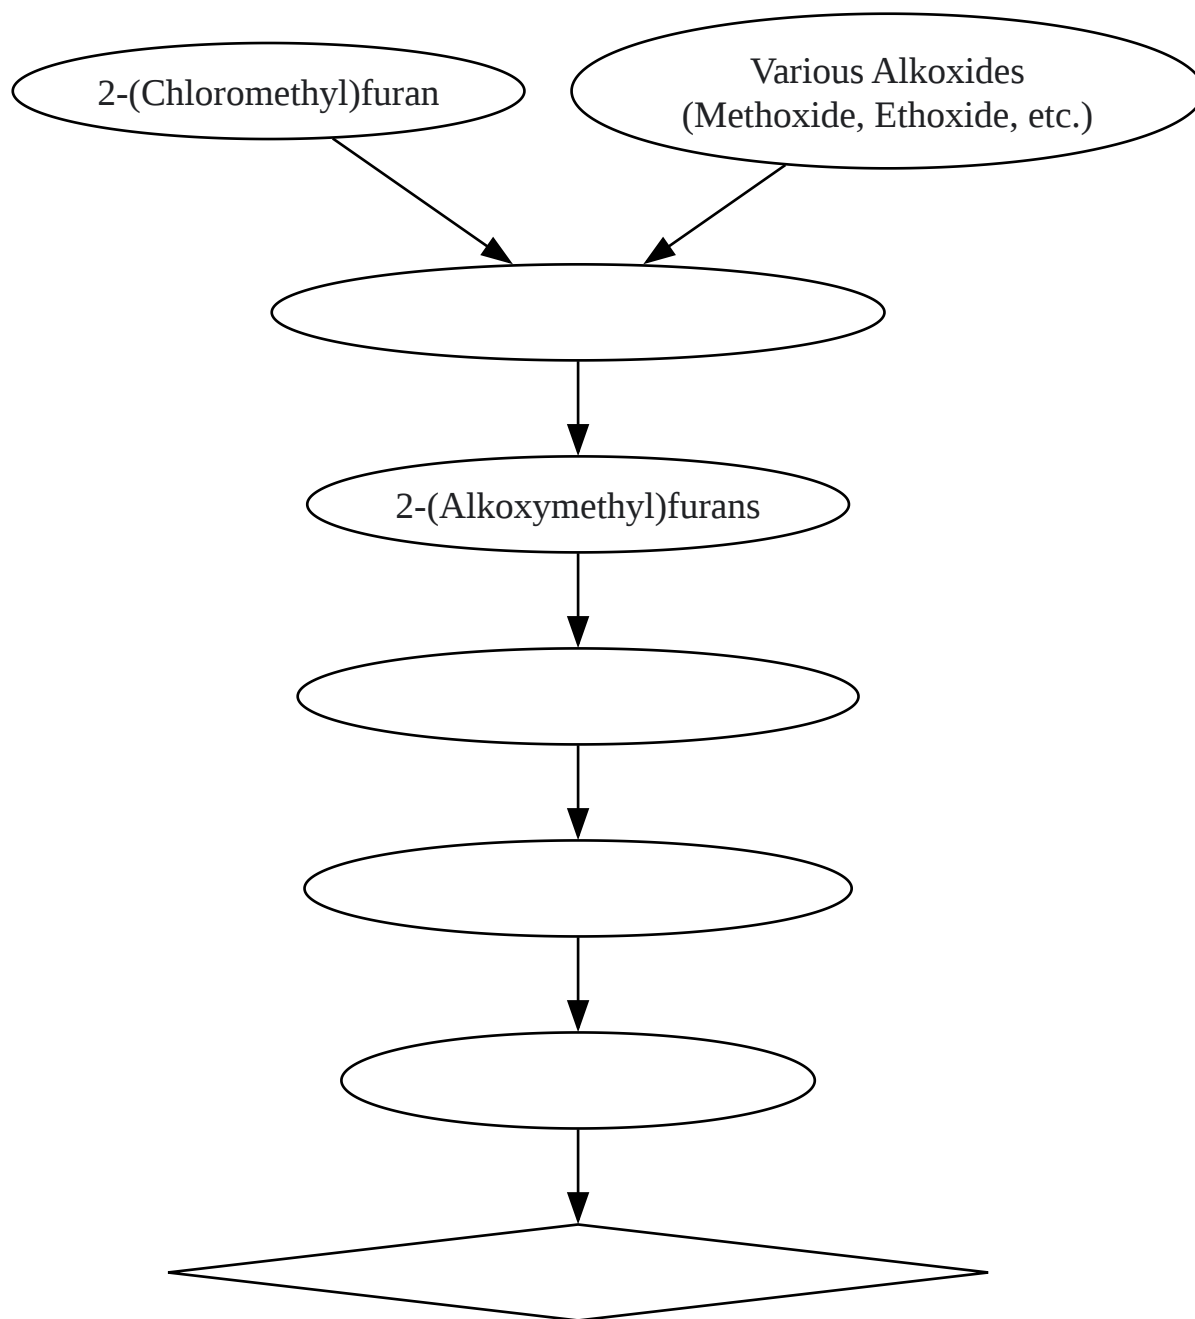 2-(Chloromethyl)furan
Various Alkoxides
(Methoxide, Ethoxide, etc.)
2-(Alkoxymethyl)furans